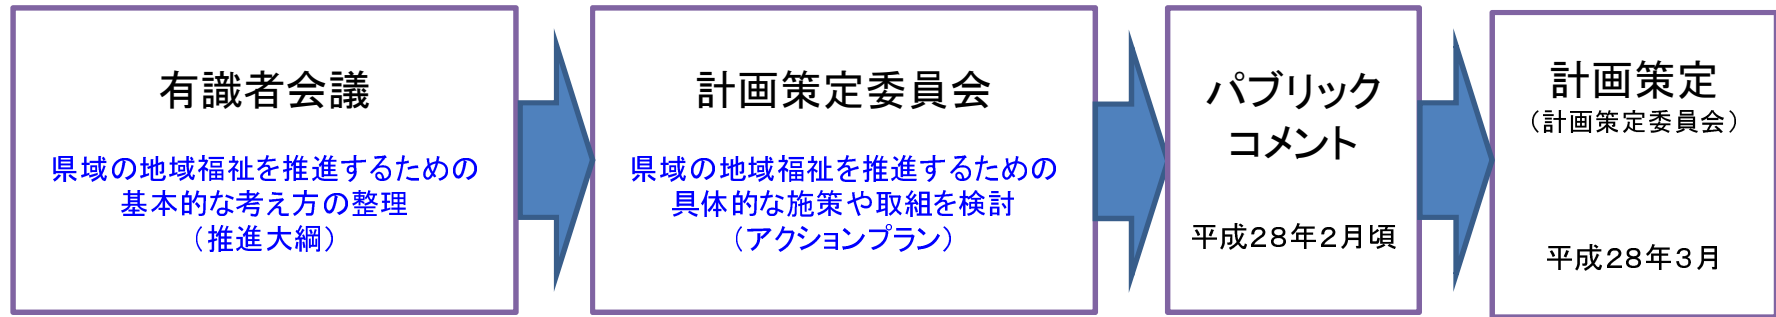 有識者会議
県域の地域福祉を推進するための
基本的な考え方の整理
（推進大綱）
計画策定委員会
県域の地域福祉を推進するための
具体的な施策や取組を検討
（アクションプラン）
パブリック
コメント
平成２８年２月頃
計画策定
（計画策定委員会）
平成２８年３月